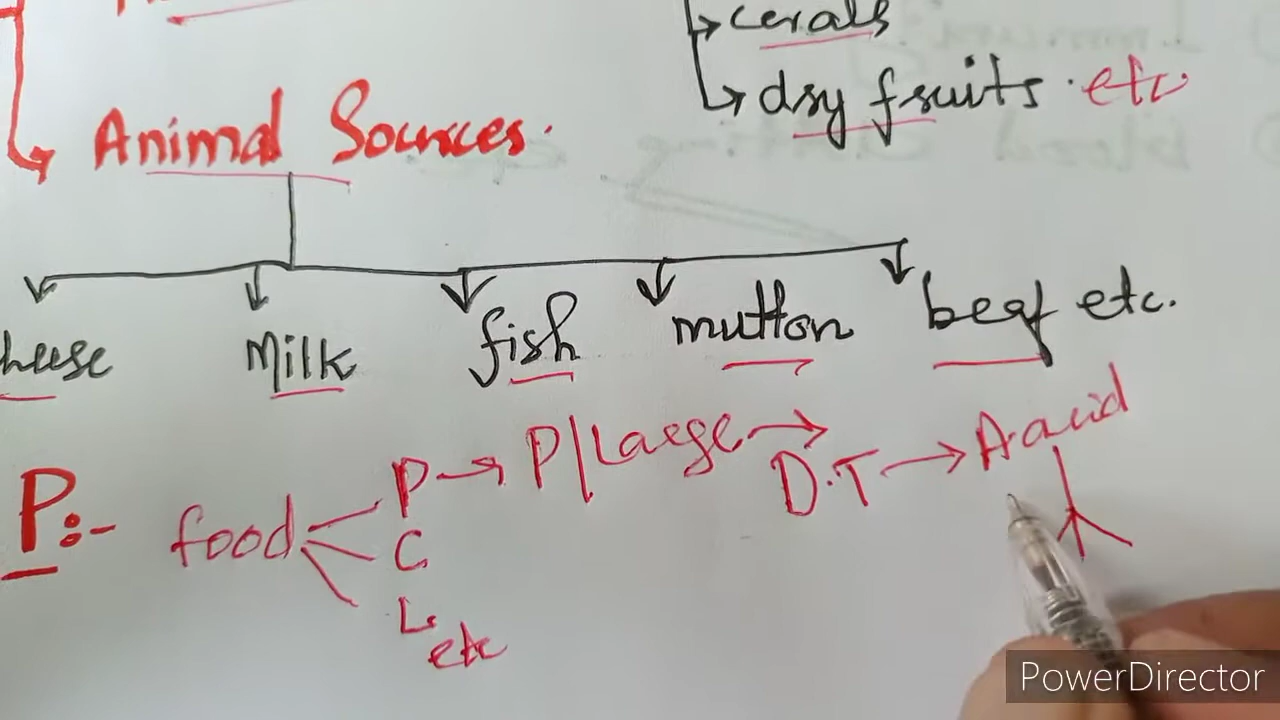 cerals
dry fruits etc
Animal Sources.
heese
Milk
fish
mutton
beef etc.
P:- food
P → P/Large → D.T → A.acid
C
L
etc
PowerDirector